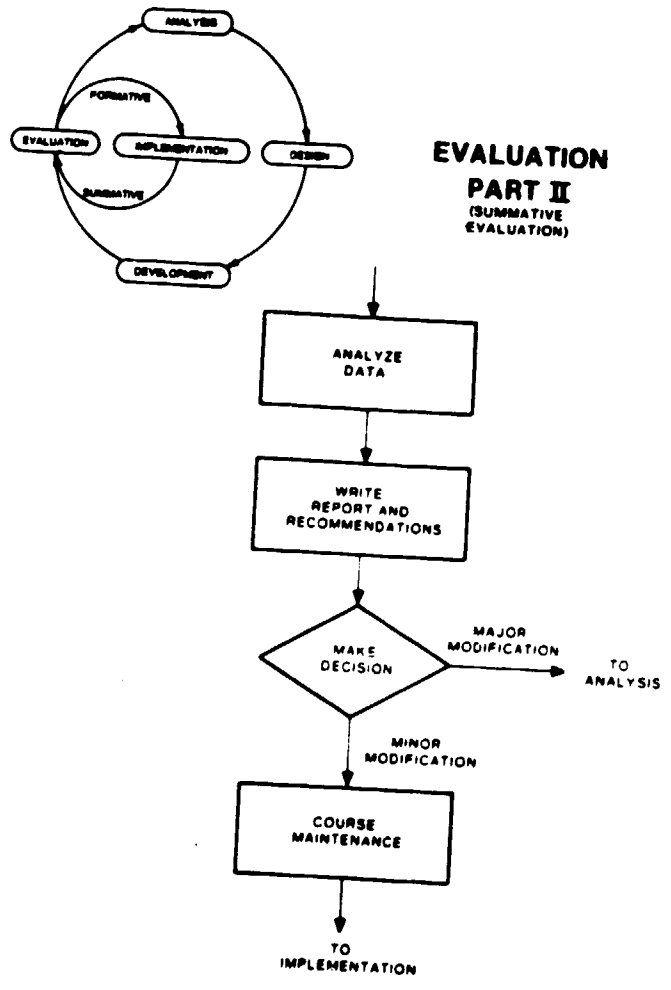 ANALYSIS
FORMATIVE
EVALUATION
IMPLEMENTATION
DESIGN
SUMMATIVE
DEVELOPMENT
EVALUATION
PART II
(SUMMATIVE
EVALUATION)
ANALYZE
DATA
WRITE
REPORT AND
RECOMMENDATIONS
MAKE
DECISION
MAJOR
MODIFICATION
TO
ANALYSIS
MINOR
MODIFICATION
COURSE
MAINTENANCE
TO
IMPLEMENTATION